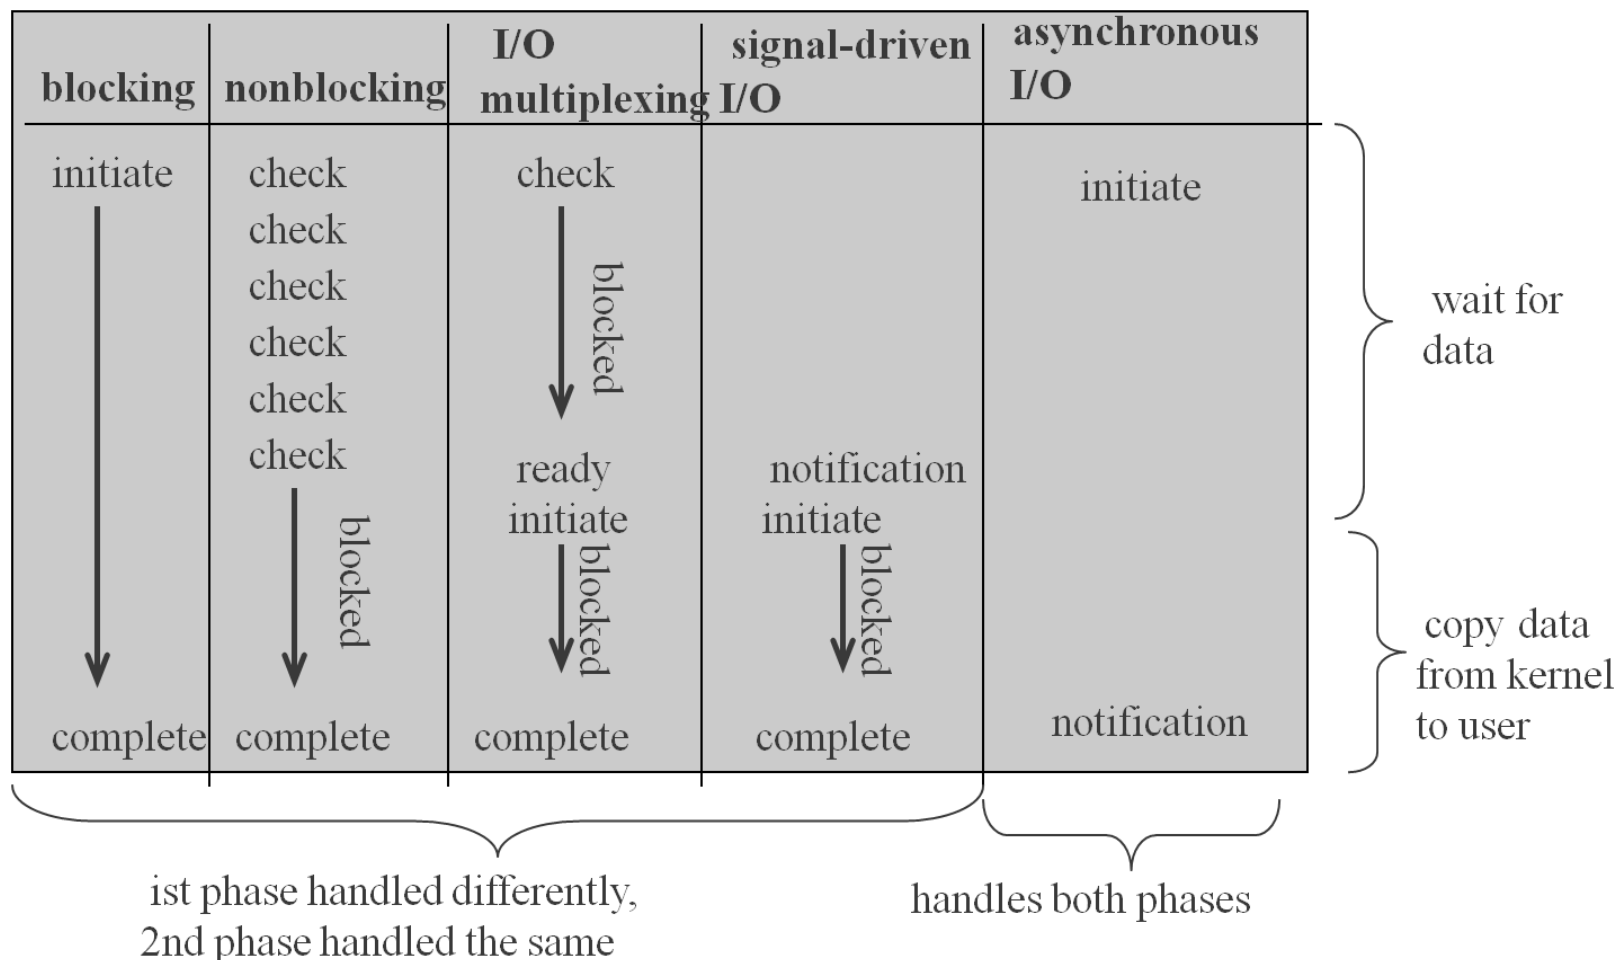 blocking
nonblocking
I/O
multiplexing
signal-driven
I/O
asynchronous
I/O
initiate
complete
check
check
check
check
check
check
blocked
complete
check
blocked
ready
initiate
blocked
complete
notification
initiate
blocked
complete
initiate
notification
wait for
data
copy data
from kernel
to user
ist phase handled differently,
2nd phase handled the same
handles both phases